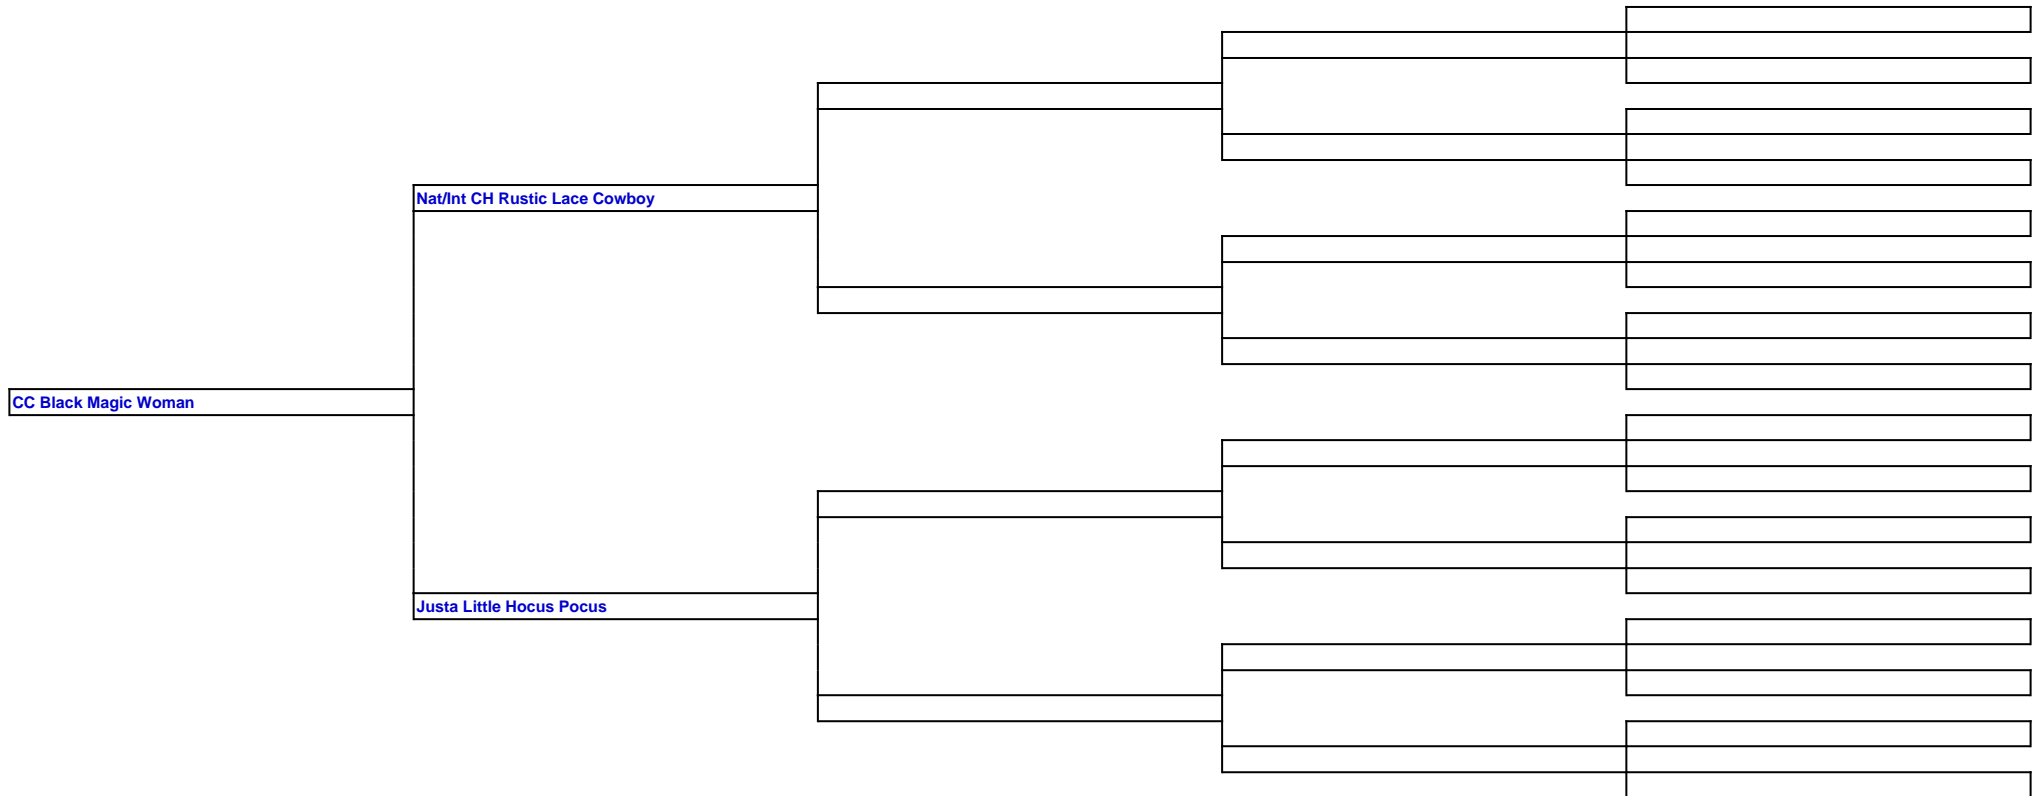 Nat/Int CH Rustic Lace Cowboy
CC Black Magic Woman
Justa Little Hocus Pocus